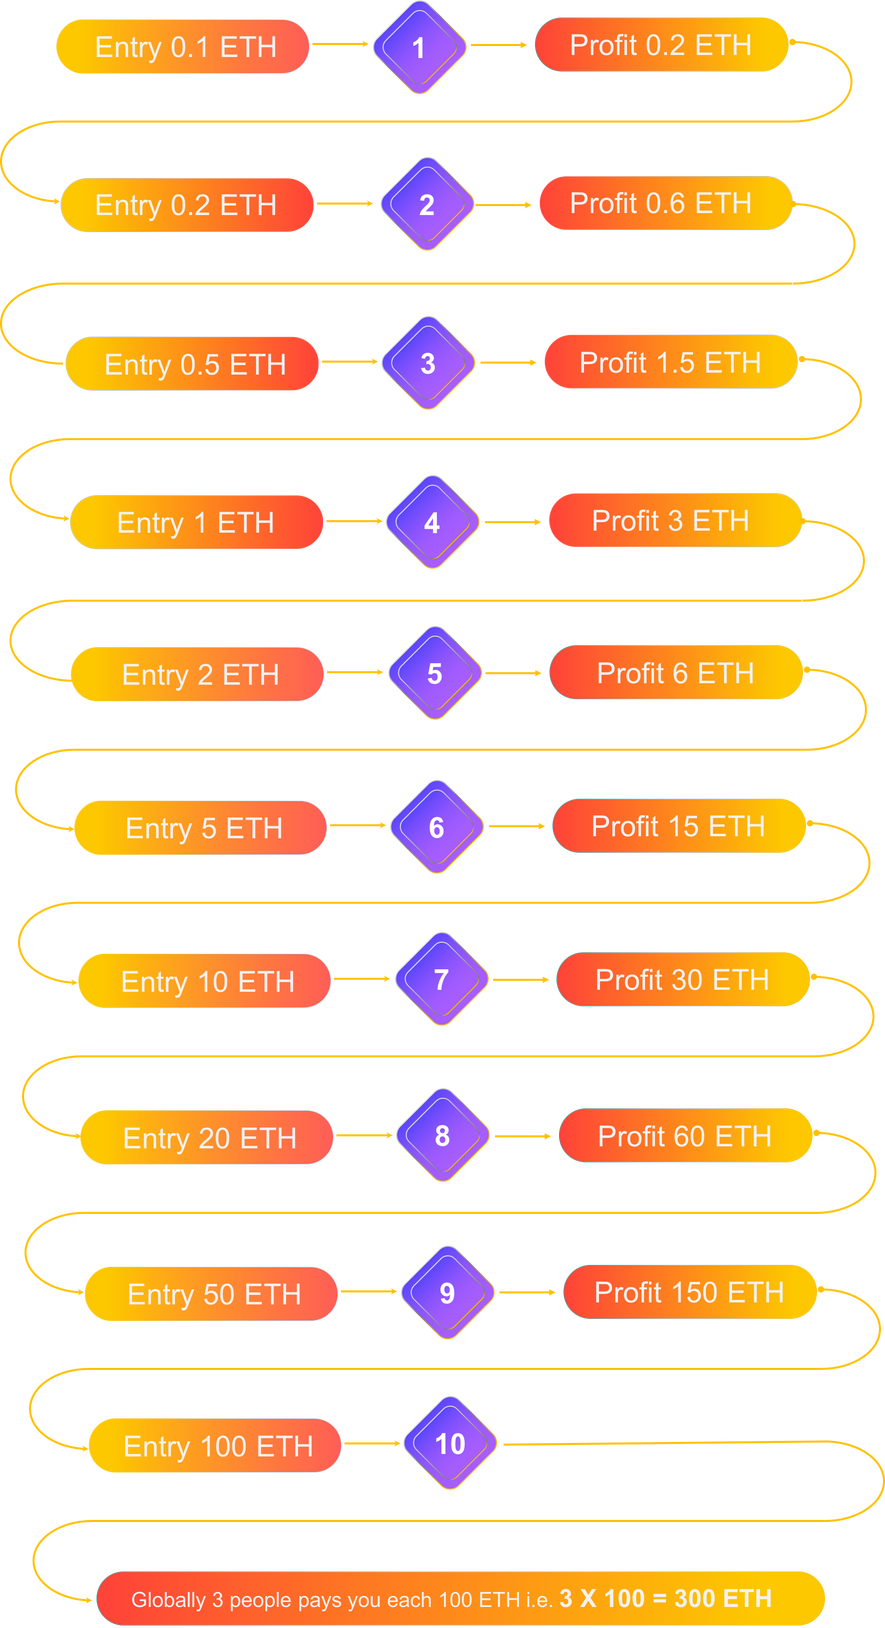 Entry 0.1 ETH 1 Profit 0.2 ETH
Entry 0.2 ETH 2 Profit 0.6 ETH
Entry 0.5 ETH 3 Profit 1.5 ETH
Entry 1 ETH 4 Profit 3 ETH
Entry 2 ETH 5 Profit 6 ETH
Entry 5 ETH 6 Profit 15 ETH
Entry 10 ETH 7 Profit 30 ETH
Entry 20 ETH 8 Profit 60 ETH
Entry 50 ETH 9 Profit 150 ETH
Entry 100 ETH 10
Globally 3 people pays you each 100 ETH i.e. 3 X 100 = 300 ETH